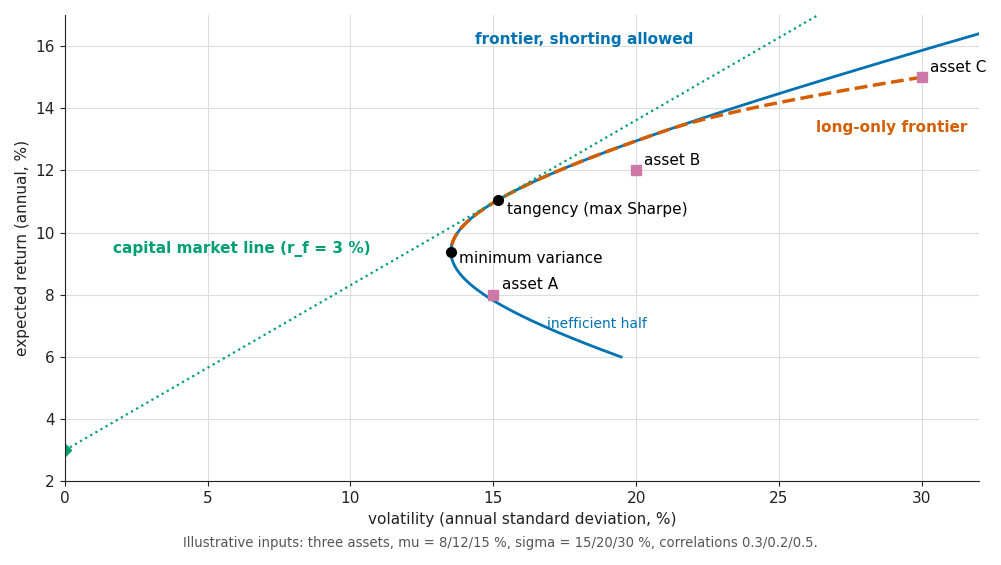 16
14
12
10
8
6
4
2
expected return (annual, %)
frontier, shorting allowed
asset C
long-only frontier
asset B
tangency (max Sharpe)
capital market line (r_f = 3 %)
minimum variance
asset A
inefficient half
0
5
10
15
20
25
30
volatility (annual standard deviation, %)
Illustrative inputs: three assets, mu = 8/12/15 %, sigma = 15/20/30 %, correlations 0.3/0.2/0.5.